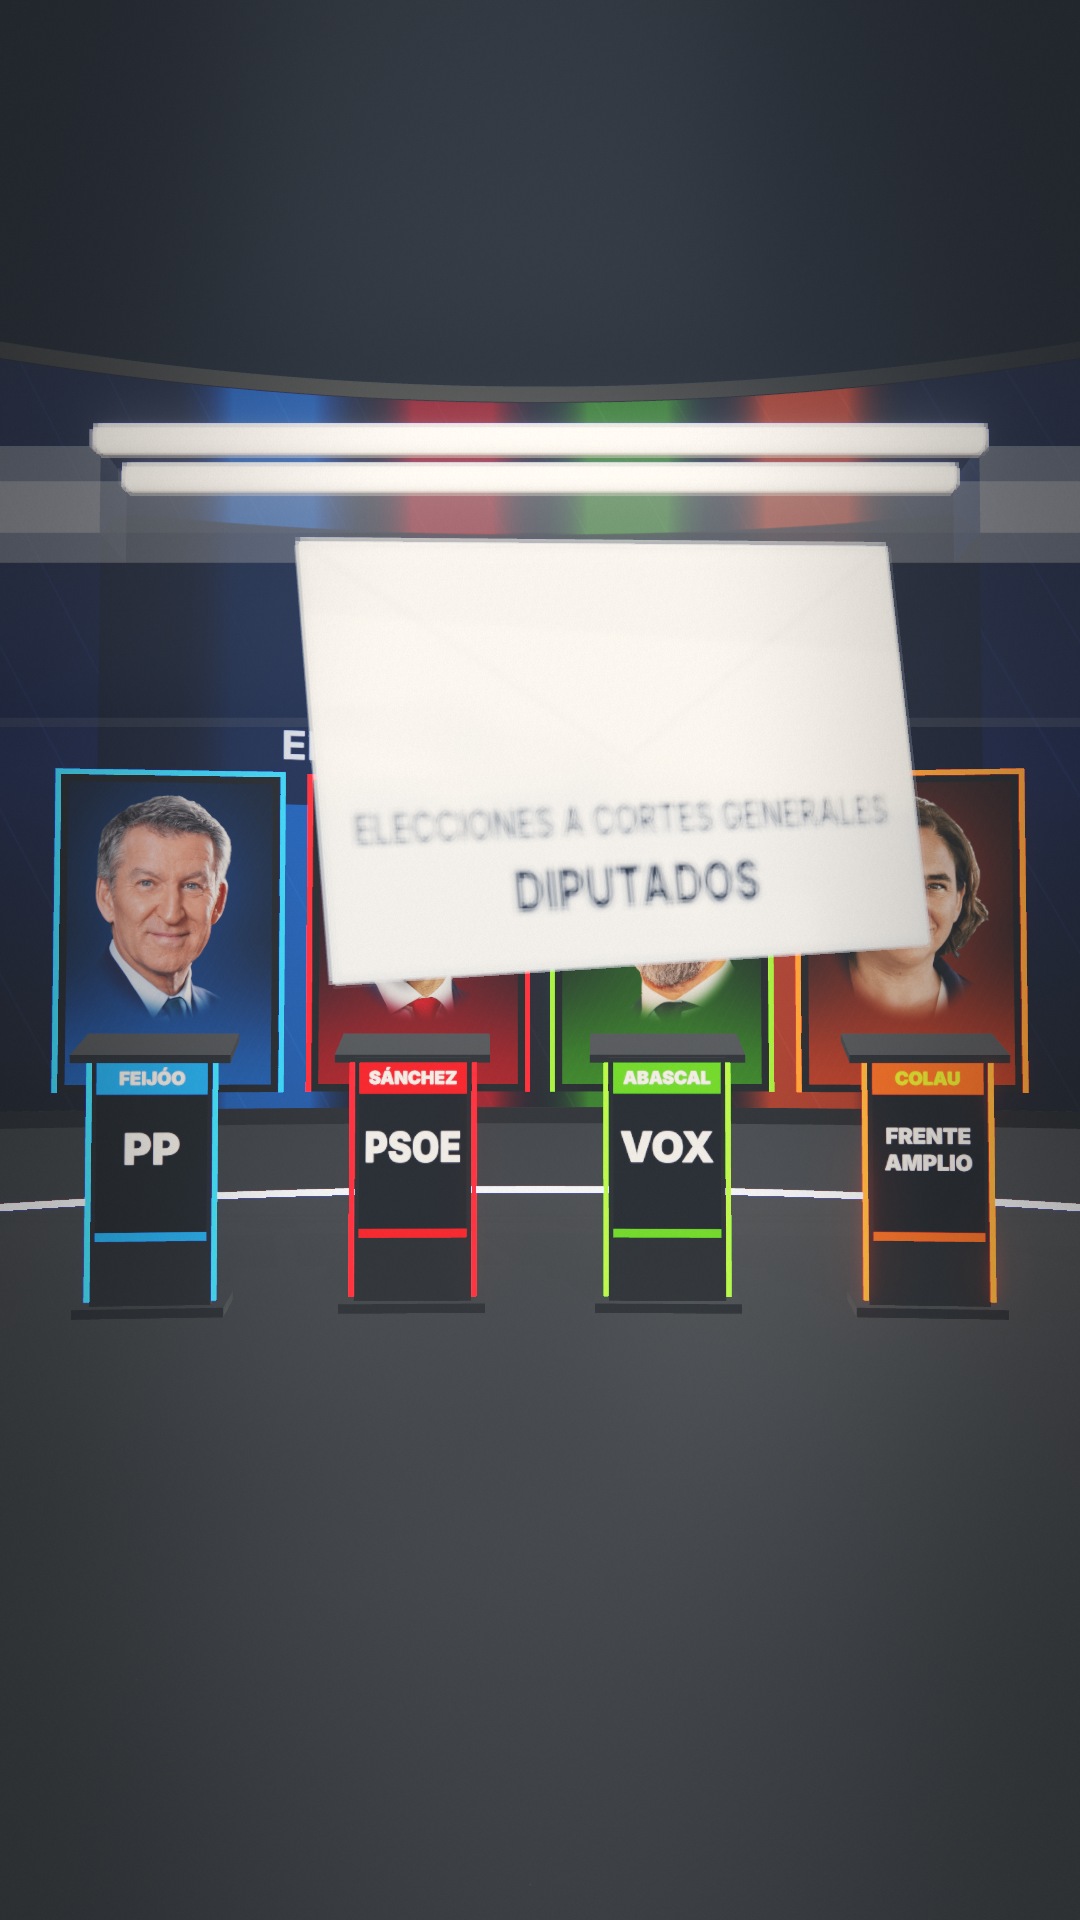 ELECCIONES A CORTES GENERALES
DIPUTADOS
FEIJÓO
SÁNCHEZ
ABASCAL
COLAU
PP
PSOE
VOX
FRENTE
AMPLIO